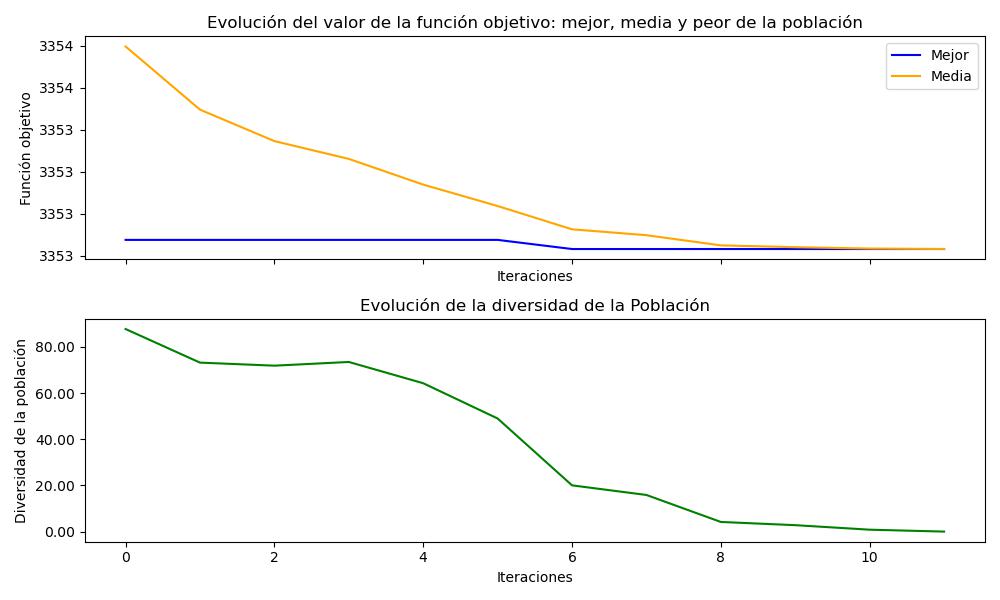 Evolución del valor de la función objetivo: mejor, media y peor de la población
3354
3354
3353
3353
3353
3353
Función objetivo
Mejor
Media
Iteraciones
Evolución de la diversidad de la Población
80.00
60.00
40.00
20.00
0.00
Diversidad de la población
0 2 4 6 8 10
Iteraciones